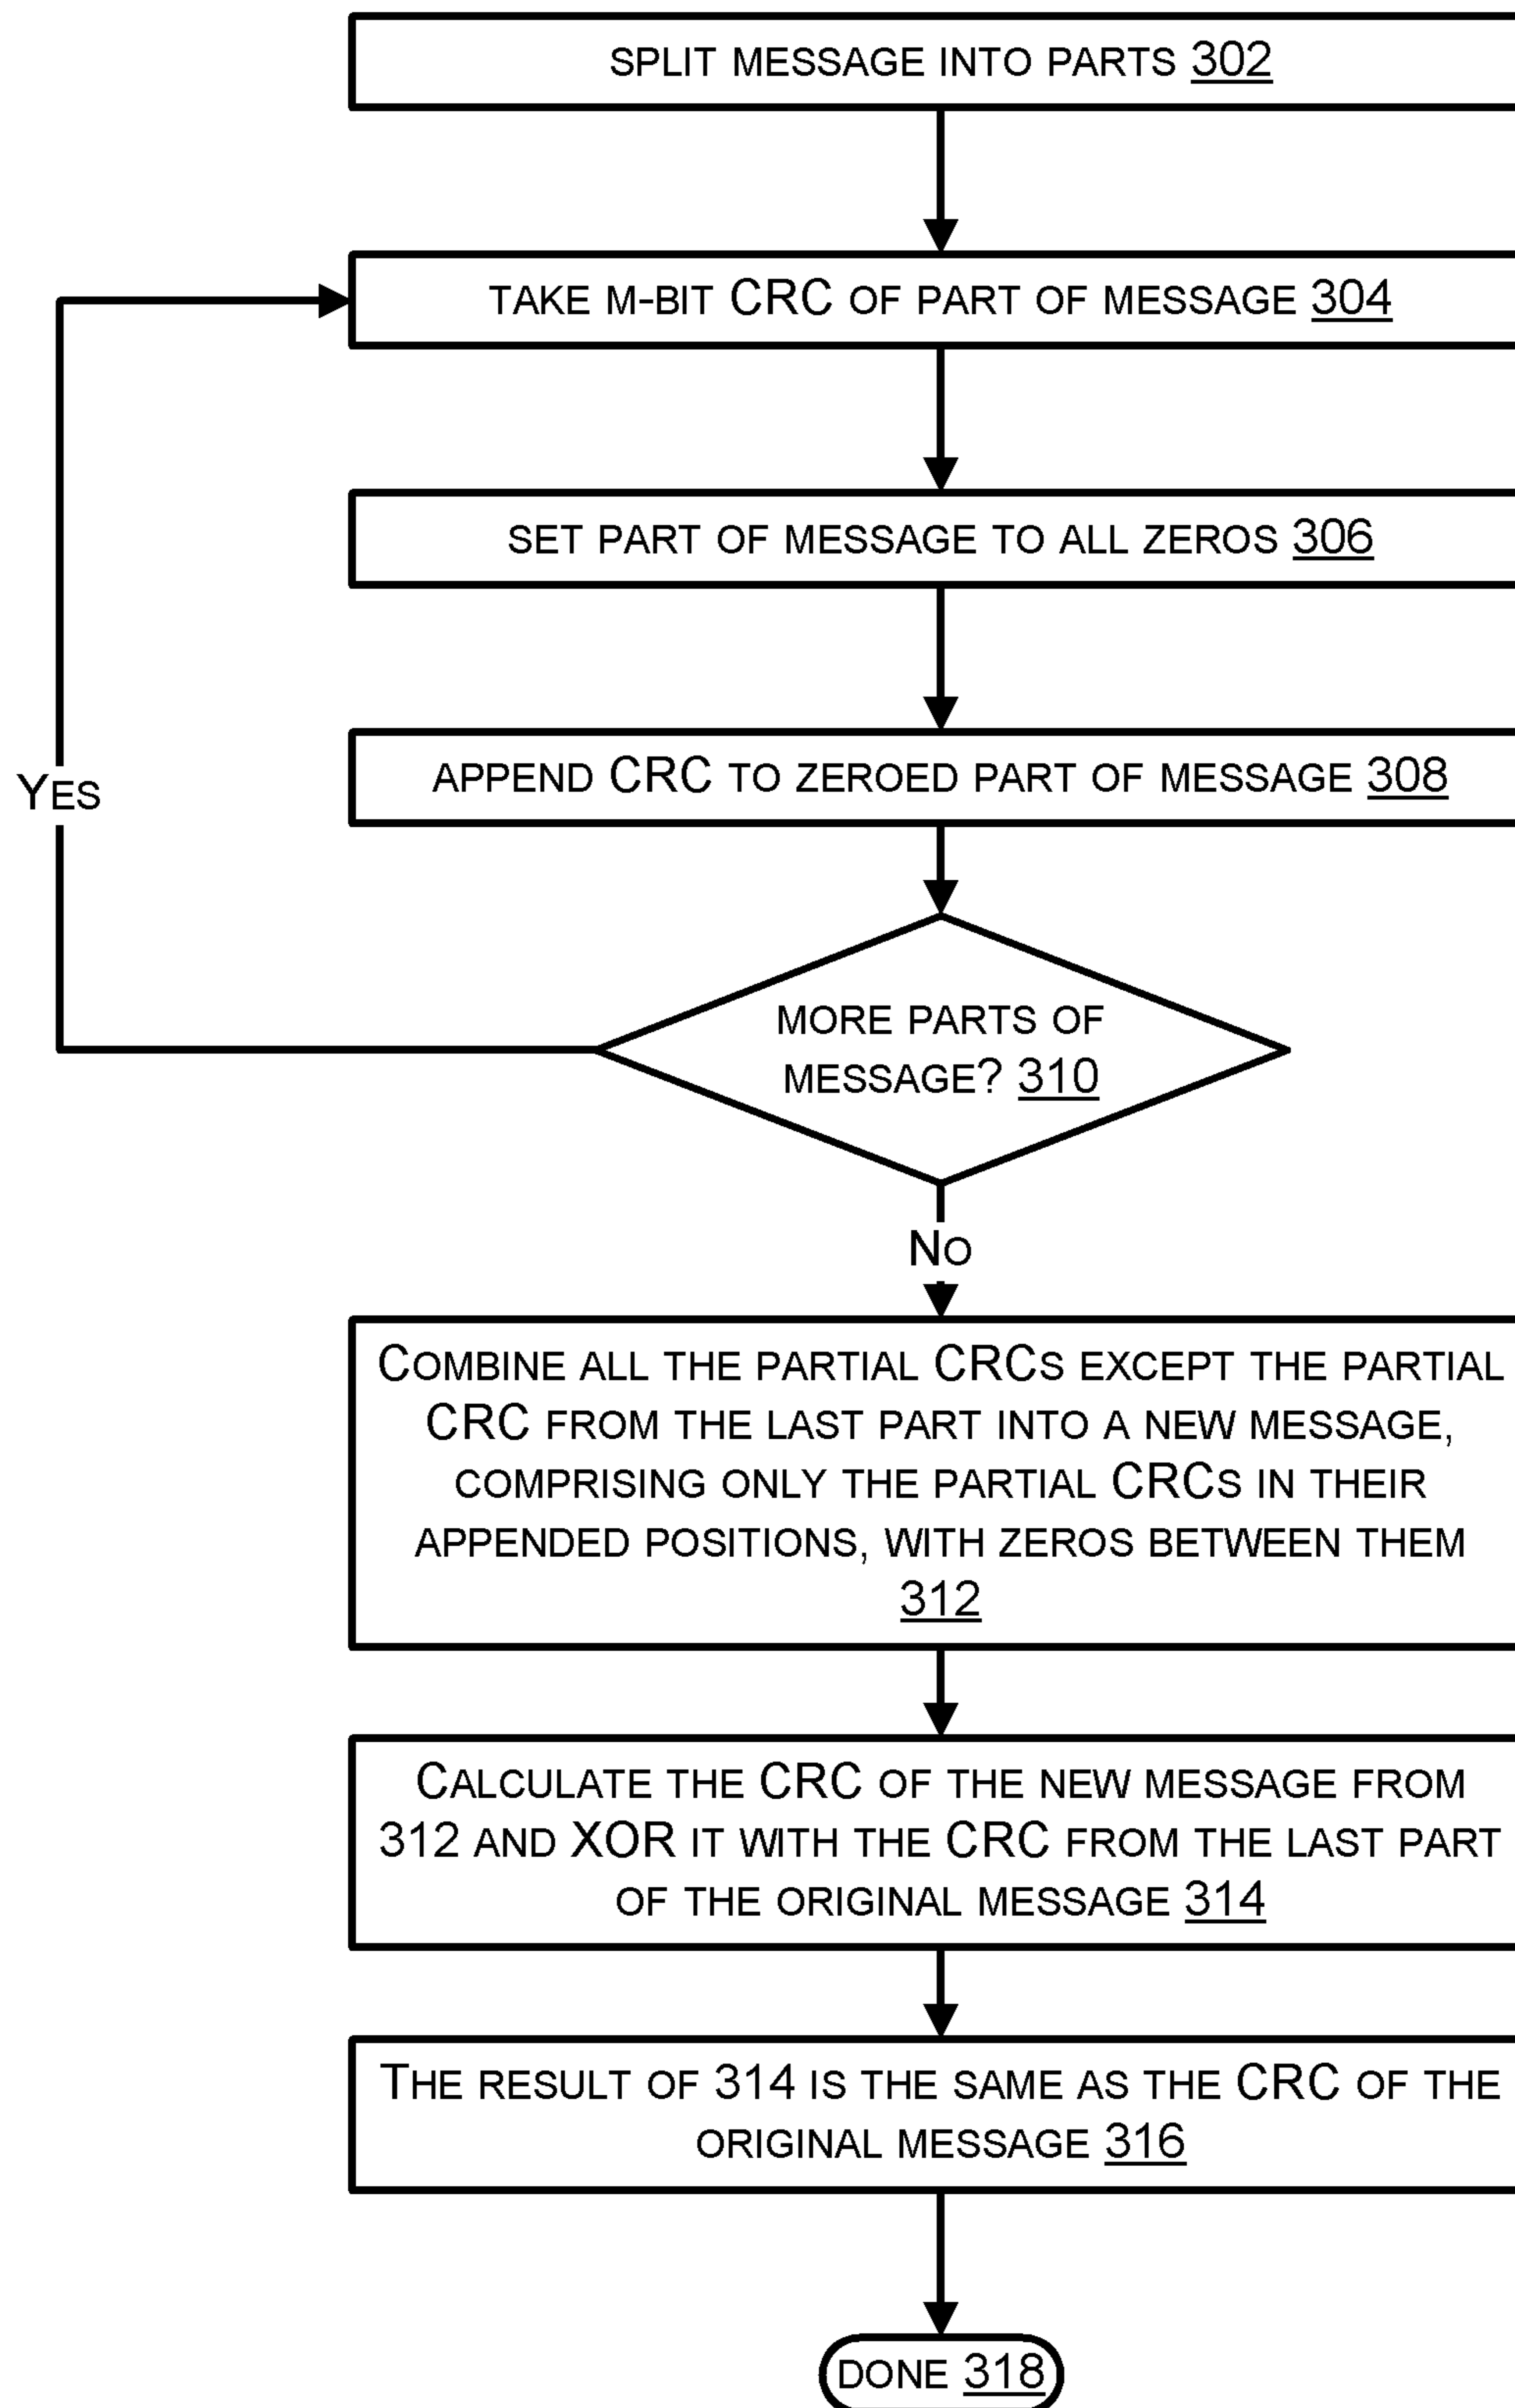 SPLIT MESSAGE INTO PARTS 302
TAKE M-BIT CRC OF PART OF MESSAGE 304
SET PART OF MESSAGE TO ALL ZEROS 306
APPEND CRC TO ZEROED PART OF MESSAGE 308
YES
MORE PARTS OF
MESSAGE? 310
NO
COMBINE ALL THE PARTIAL CRCS EXCEPT THE PARTIAL
CRC FROM THE LAST PART INTO A NEW MESSAGE,
COMPRISING ONLY THE PARTIAL CRCS IN THEIR
APPENDED POSITIONS, WITH ZEROS BETWEEN THEM
312
CALCULATE THE CRC OF THE NEW MESSAGE FROM
312 AND XOR IT WITH THE CRC FROM THE LAST PART
OF THE ORIGINAL MESSAGE 314
THE RESULT OF 314 IS THE SAME AS THE CRC OF THE
ORIGINAL MESSAGE 316
DONE 318